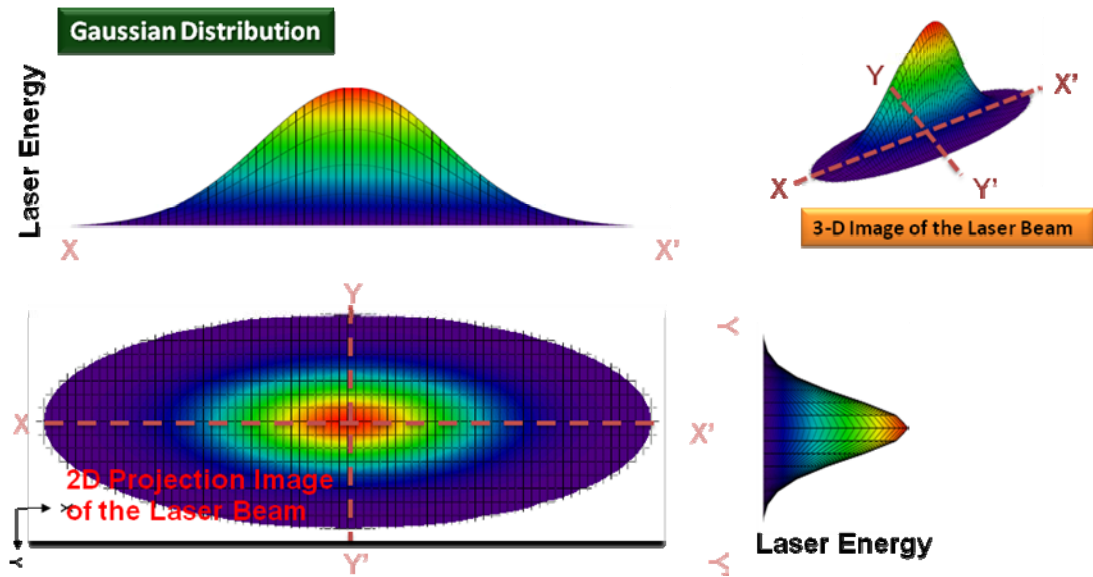 Gaussian Distribution
Laser Energy
X
X'
Y
X'
X
Y'
3-D Image of the Laser Beam
Y
X
X'
2D Projection Image
of the Laser Beam
X
Y
Y'
Y
Y'
Laser Energy